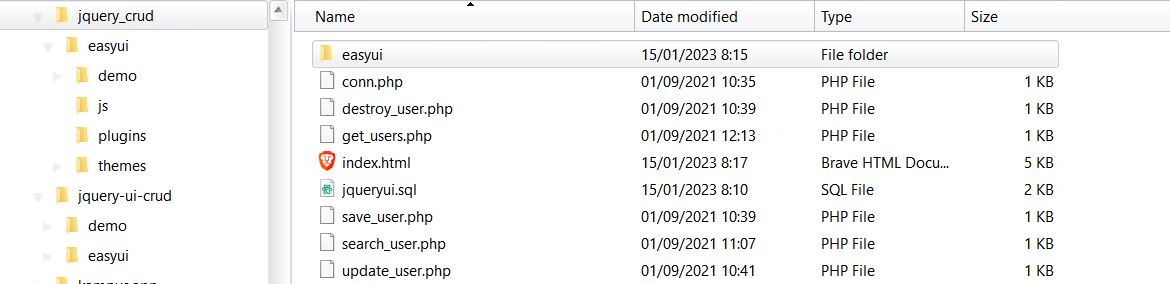 jquery_crud
easyui
demo
js
plugins
themes
jquery-ui-crud
demo
easyui
Name Date modified Type Size
easyui 15/01/2023 8:15 File folder
conn.php 01/09/2021 10:35 PHP File 1 KB
destroy_user.php 01/09/2021 10:39 PHP File 1 KB
get_users.php 01/09/2021 12:13 PHP File 1 KB
index.html 15/01/2023 8:17 Brave HTML Docu... 5 KB
jqueryui.sql 15/01/2023 8:10 SQL File 2 KB
save_user.php 01/09/2021 10:39 PHP File 1 KB
search_user.php 01/09/2021 11:07 PHP File 1 KB
update_user.php 01/09/2021 10:41 PHP File 1 KB